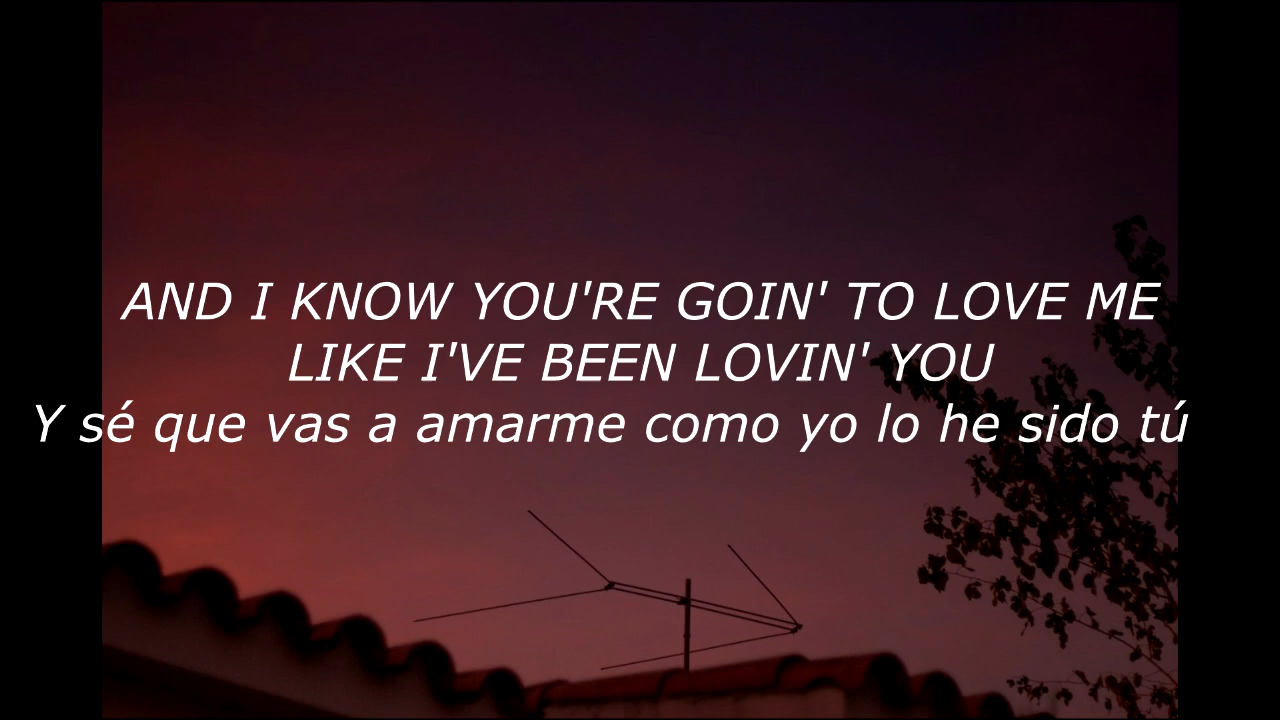 AND I KNOW YOU'RE GOIN' TO LOVE ME
LIKE I'VE BEEN LOVIN' YOU
Y sé que vas a amarme como yo lo he sido tú